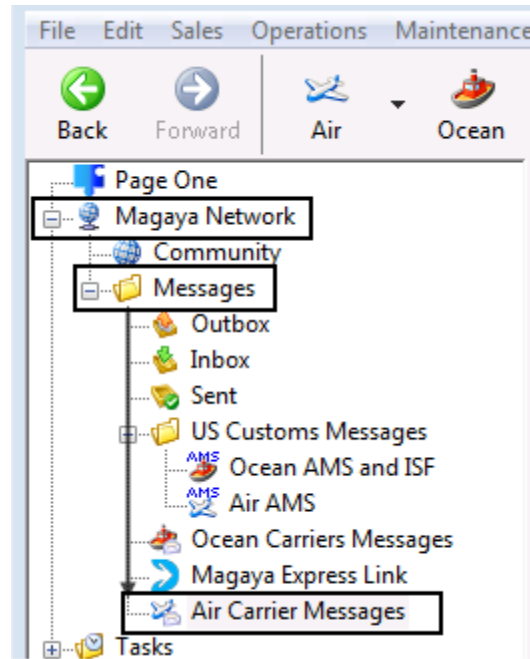 File Edit Sales Operations Maintenance
Back Forward Air Ocean
Page One
Magaya Network
Community
Messages
Outbox
Inbox
Sent
US Customs Messages
AMS
Ocean AMS and ISF
AMS
Air AMS
Ocean Carriers Messages
Magaya Express Link
Air Carrier Messages
Tasks